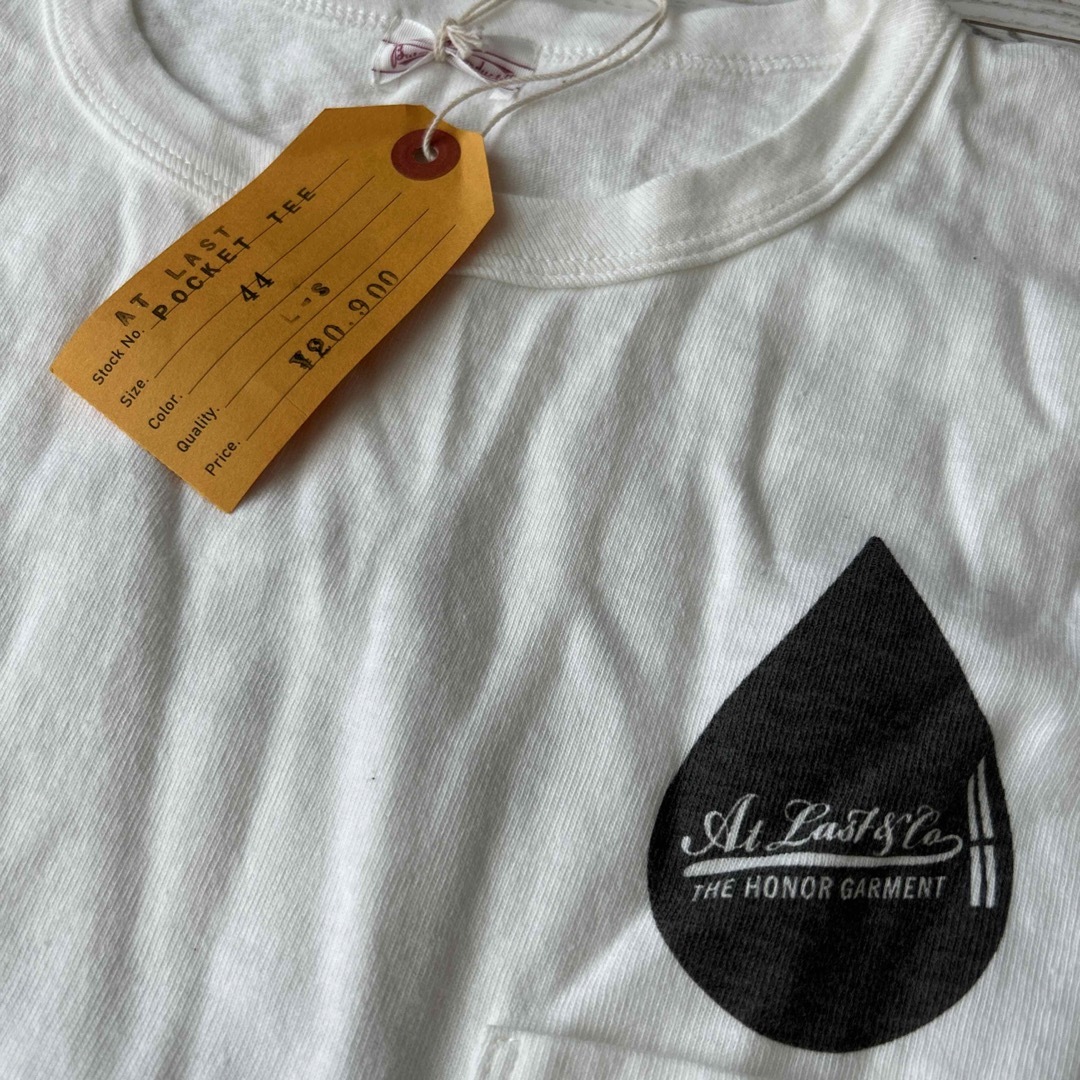 AT LAST
Stock No. POCKET TEE
Size. 44
Color.
Quality. L-S
Price. ¥20.900
At Last & Co
THE HONOR GARMENT